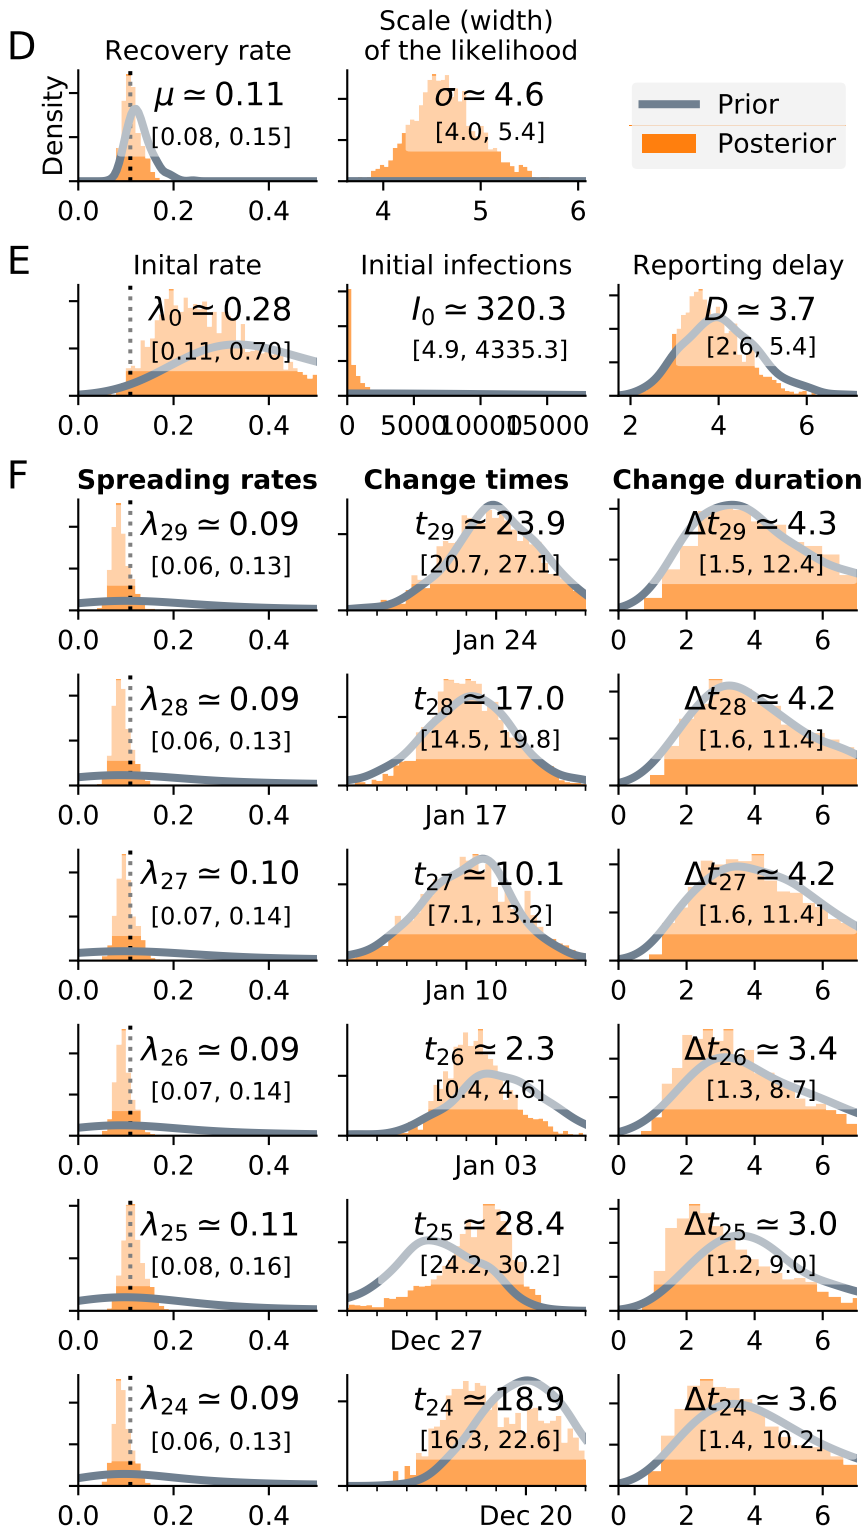 D
Recovery rate
Scale (width)
of the likelihood
Density
μ ≃ 0.11
[0.08, 0.15]
σ ≃ 4.6
[4.0, 5.4]
Prior
Posterior
0.0 0.2 0.4
4 5 6
E
Inital rate
Initial infections
Reporting delay
λ0 ≃ 0.28
[0.11, 0.70]
I0 ≃ 320.3
[4.9, 4335.3]
D ≃ 3.7
[2.6, 5.4]
0.0 0.2 0.4
0 5000 10000 15000
2 4 6
F
Spreading rates
Change times
Change duration
λ29 ≃ 0.09
[0.06, 0.13]
t29 ≃ 23.9
[20.7, 27.1]
Δt29 ≃ 4.3
[1.5, 12.4]
0.0 0.2 0.4
Jan 24
0 2 4 6
λ28 ≃ 0.09
[0.06, 0.13]
t28 ≃ 17.0
[14.5, 19.8]
Δt28 ≃ 4.2
[1.6, 11.4]
0.0 0.2 0.4
Jan 17
0 2 4 6
λ27 ≃ 0.10
[0.07, 0.14]
t27 ≃ 10.1
[7.1, 13.2]
Δt27 ≃ 4.2
[1.6, 11.4]
0.0 0.2 0.4
Jan 10
0 2 4 6
λ26 ≃ 0.09
[0.07, 0.14]
t26 ≃ 2.3
[0.4, 4.6]
Δt26 ≃ 3.4
[1.3, 8.7]
0.0 0.2 0.4
Jan 03
0 2 4 6
λ25 ≃ 0.11
[0.08, 0.16]
t25 ≃ 28.4
[24.2, 30.2]
Δt25 ≃ 3.0
[1.2, 9.0]
0.0 0.2 0.4
Dec 27
0 2 4 6
λ24 ≃ 0.09
[0.06, 0.13]
t24 ≃ 18.9
[16.3, 22.6]
Δt24 ≃ 3.6
[1.4, 10.2]
0.0 0.2 0.4
Dec 20
0 2 4 6